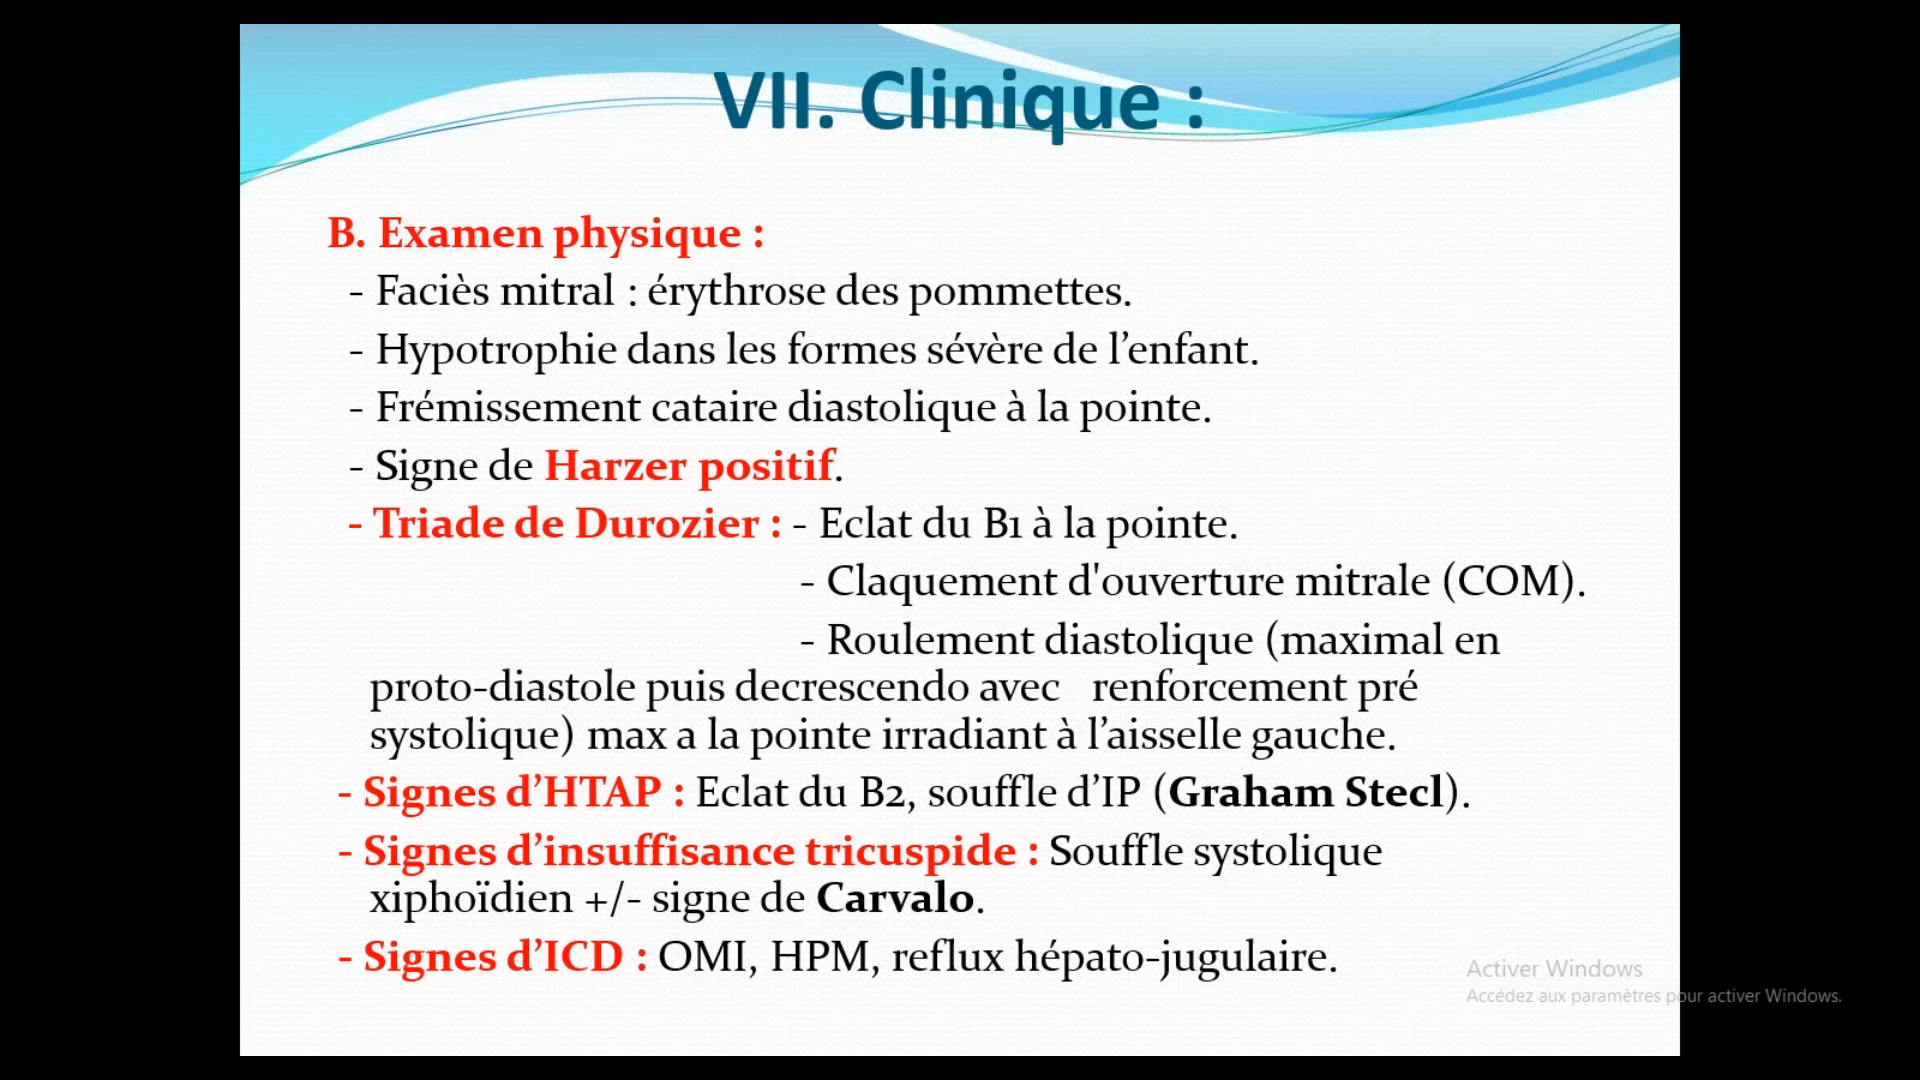 VII. Clinique :
B. Examen physique :
- Faciès mitral : érythrose des pommettes.
- Hypotrophie dans les formes sévère de l’enfant.
- Frémissement cataire diastolique à la pointe.
- Signe de Harzer positif.
- Triade de Durozier : - Eclat du B1 à la pointe.
- Claquement d'ouverture mitrale (COM).
- Roulement diastolique (maximal en
proto-diastole puis decrescendo avec renforcement pré
systolique) max a la pointe irradiant à l’aisselle gauche.
- Signes d’HTAP : Eclat du B2, souffle d’IP (Graham Stecl).
- Signes d’insuffisance tricuspide : Souffle systolique
xiphoïdien +/- signe de Carvalo.
- Signes d’ICD : OMI, HPM, reflux hépato-jugulaire.
Activer Windows
Accédez aux paramètres pour activer Windows.